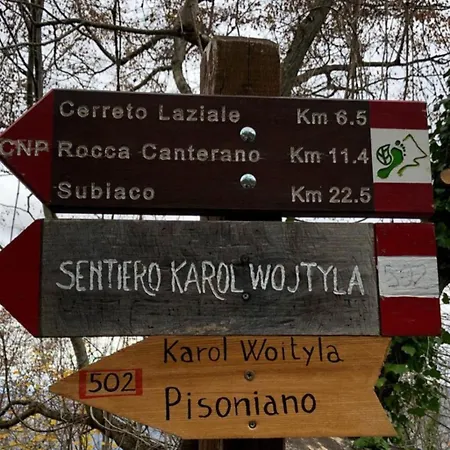 Cerreto Laziale Km 6.5
CNP Rocca Canterano Km 11.4
Subiaco Km 22.5
SENTIERO KAROL WOJTYLA 502
Karol Wojtyla
502 Pisoniano